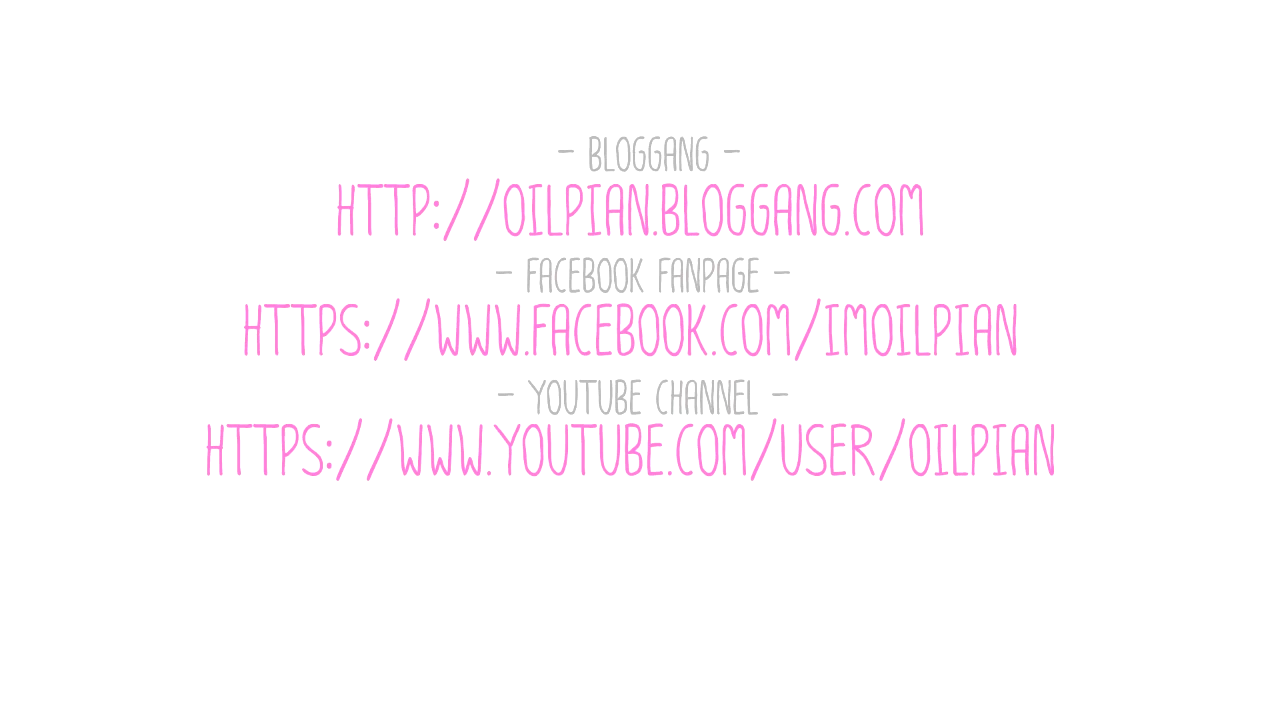 - BLOGGANG -
HTTP://OILPIAN.BLOGGANG.COM
- FACEBOOK FANPAGE -
HTTPS://WWW.FACEBOOK.COM/IMOILPIAN
- YOUTUBE CHANNEL -
HTTPS://WWW.YOUTUBE.COM/USER/OILPIAN